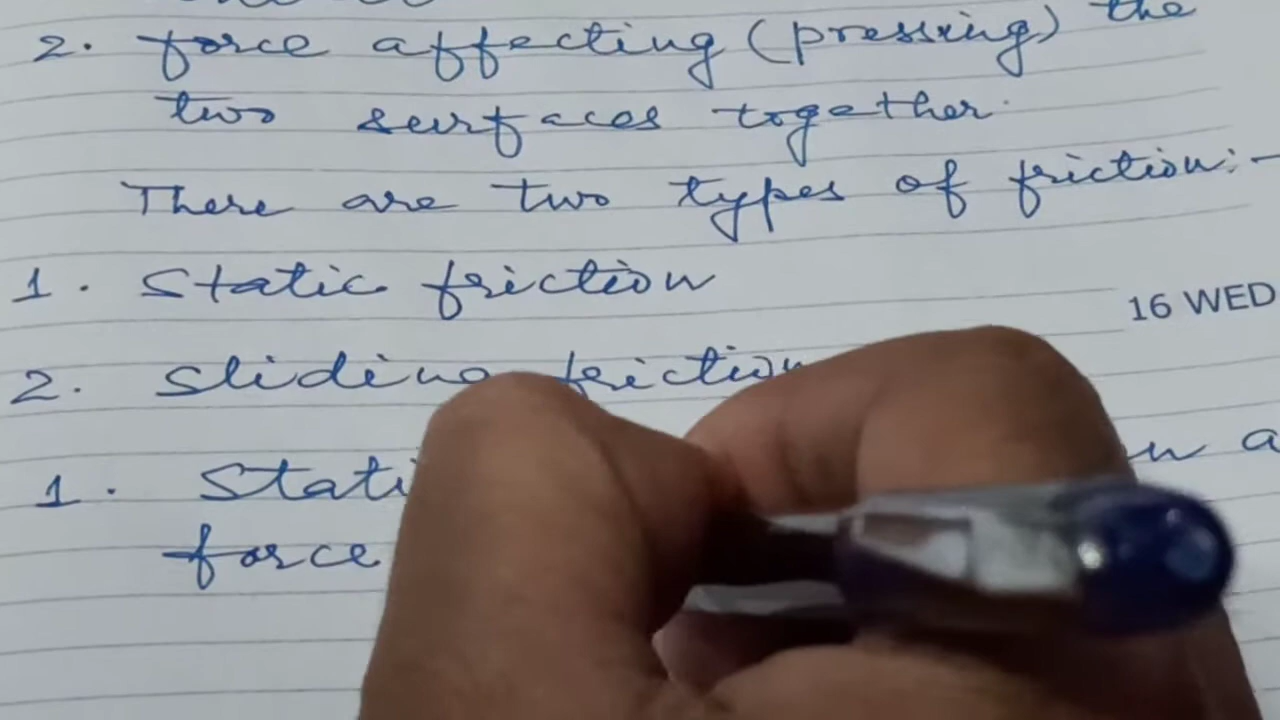 2. force affecting (pressing) the
two surfaces together.
There are two types of friction:-
1. Static friction
16 WED
2. Sliding friction
1.
force